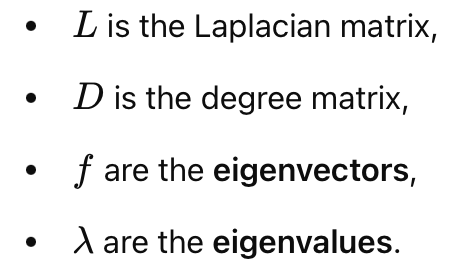 • L is the Laplacian matrix,
• D is the degree matrix,
• f are the eigenvectors,
• λ are the eigenvalues.